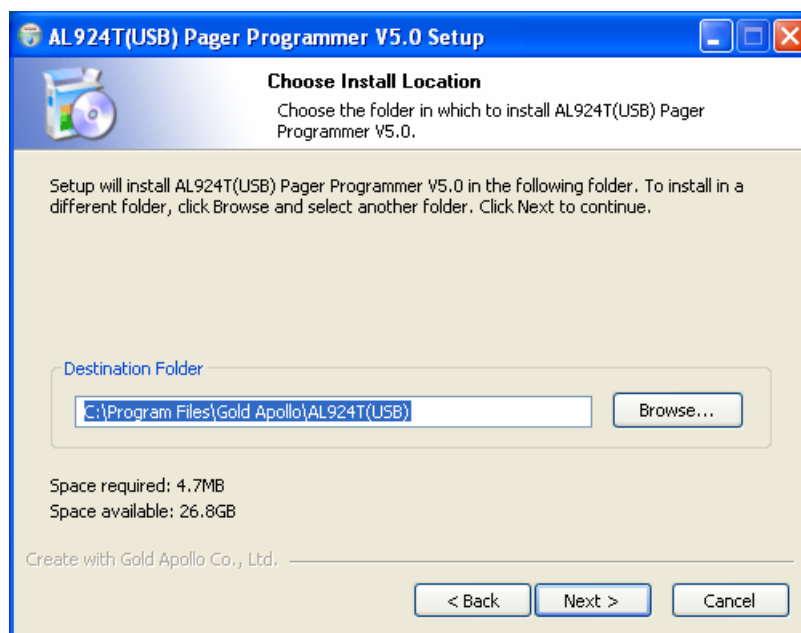 AL924T(USB) Pager Programmer V5.0 Setup
Choose Install Location
Choose the folder in which to install AL924T(USB) Pager
Programmer V5.0.
Setup will install AL924T(USB) Pager Programmer V5.0 in the following folder. To install in a
different folder, click Browse and select another folder. Click Next to continue.
Destination Folder
C:\Program Files\Gold Apollo\AL924T(USB)
Browse...
Space required: 4.7MB
Space available: 26.8GB
Create with Gold Apollo Co., Ltd.
< Back Next > Cancel